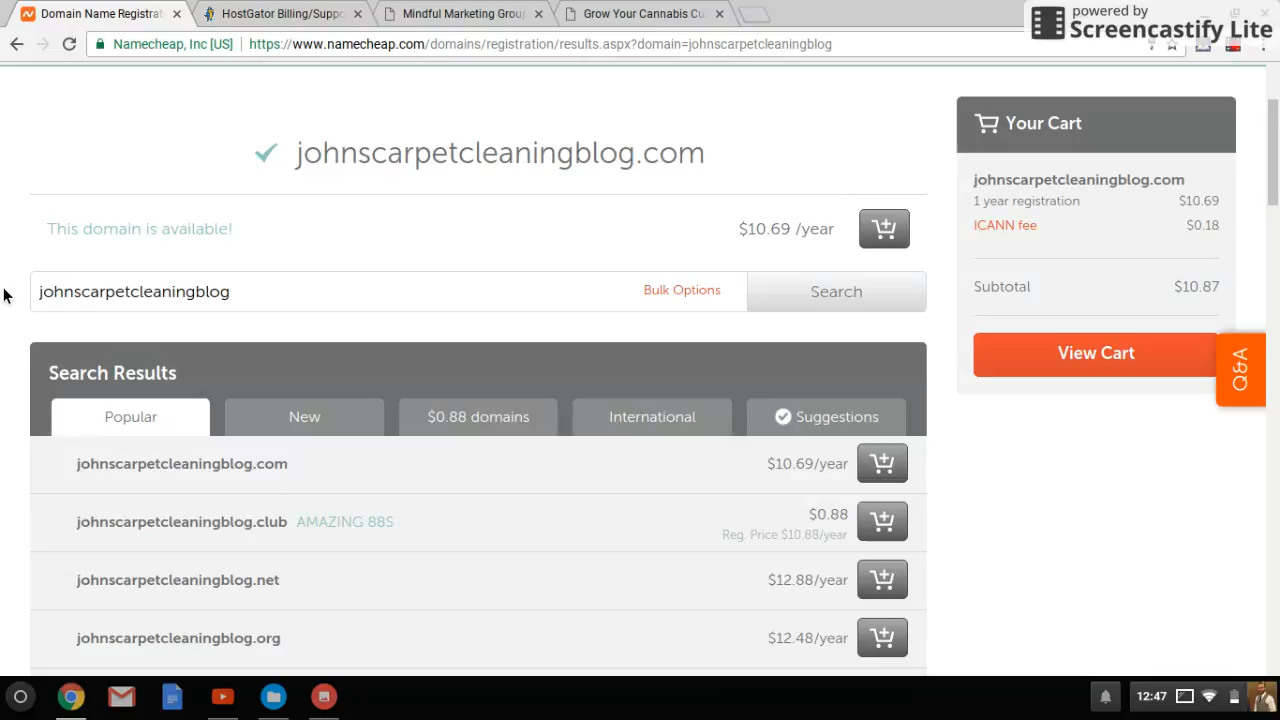 Domain Name Registrat
HostGator Billing/Suppo
Mindful Marketing Group
Grow Your Cannabis Cu
powered by
Screencastify Lite
Namecheap, Inc [US]
https://www.namecheap.com/domains/registration/results.aspx?domain=johnscarpetcleaningblog
johnscarpetcleaningblog.com
This domain is available!
$10.69 /year
johnscarpetcleaningblog
Bulk Options
Search
Search Results
Popular
New
$0.88 domains
International
Suggestions
johnscarpetcleaningblog.com
$10.69/year
johnscarpetcleaningblog.club AMAZING 88S
$0.88
Reg. Price $10.88/year
johnscarpetcleaningblog.net
$12.88/year
johnscarpetcleaningblog.org
$12.48/year
Your Cart
johnscarpetcleaningblog.com
1 year registration $10.69
ICANN fee $0.18
Subtotal $10.87
View Cart
Q&A
12:47